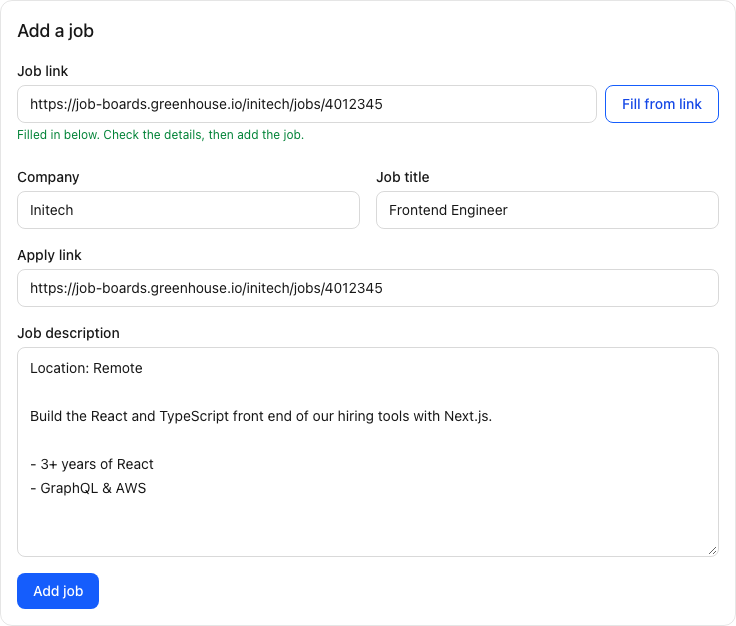 Add a job
Job link
https://job-boards.greenhouse.io/initech/jobs/4012345
Fill from link
Filled in below. Check the details, then add the job.
Company
Job title
Initech
Frontend Engineer
Apply link
https://job-boards.greenhouse.io/initech/jobs/4012345
Job description
Location: Remote
Build the React and TypeScript front end of our hiring tools with Next.js.
- 3+ years of React
- GraphQL & AWS
Add job